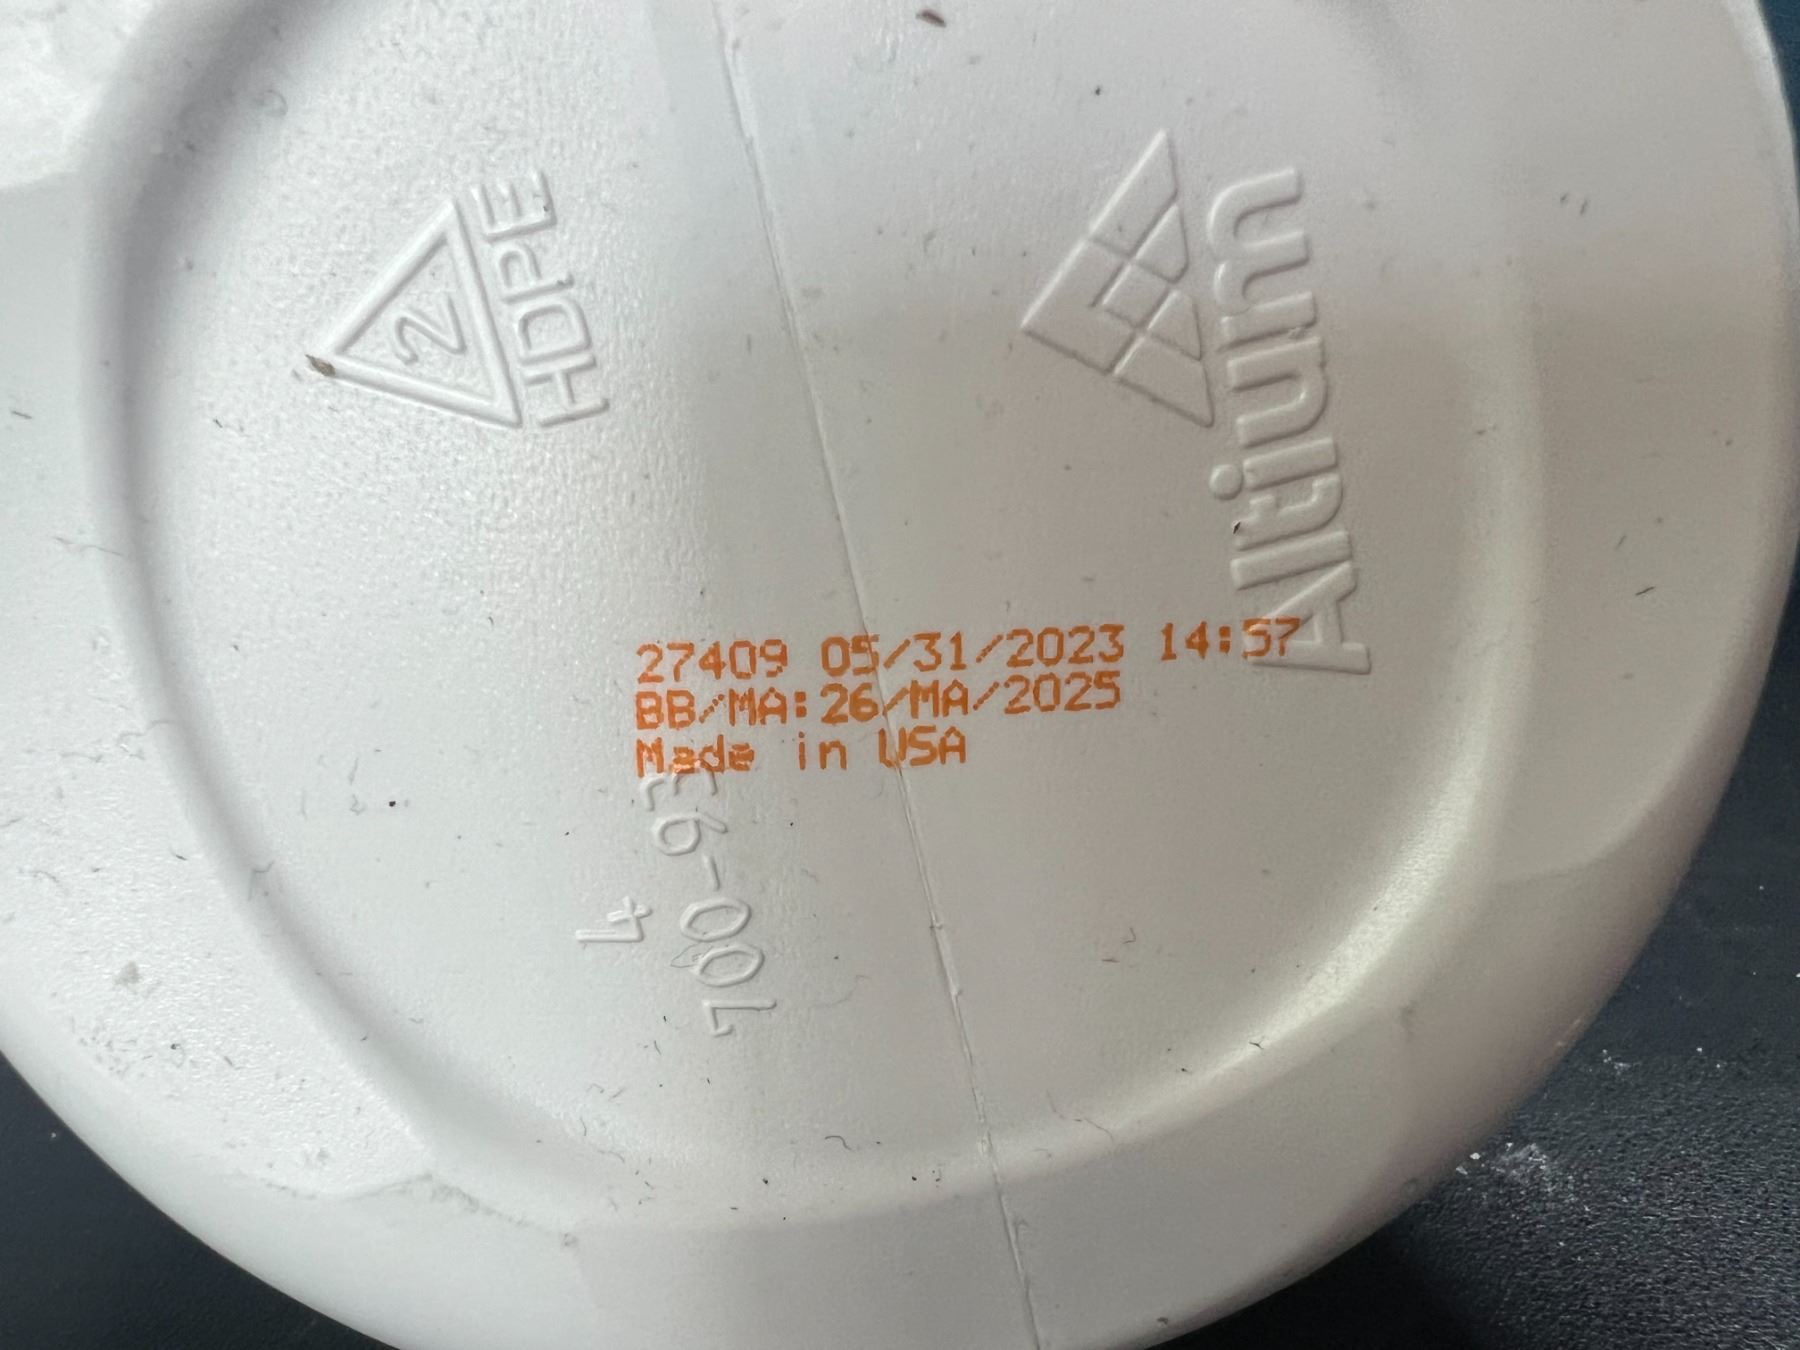 2
HDPE
Altium
27409 05/31/2023 14:57
BB/MA:26/MA/2025
Made in USA
700-93
4